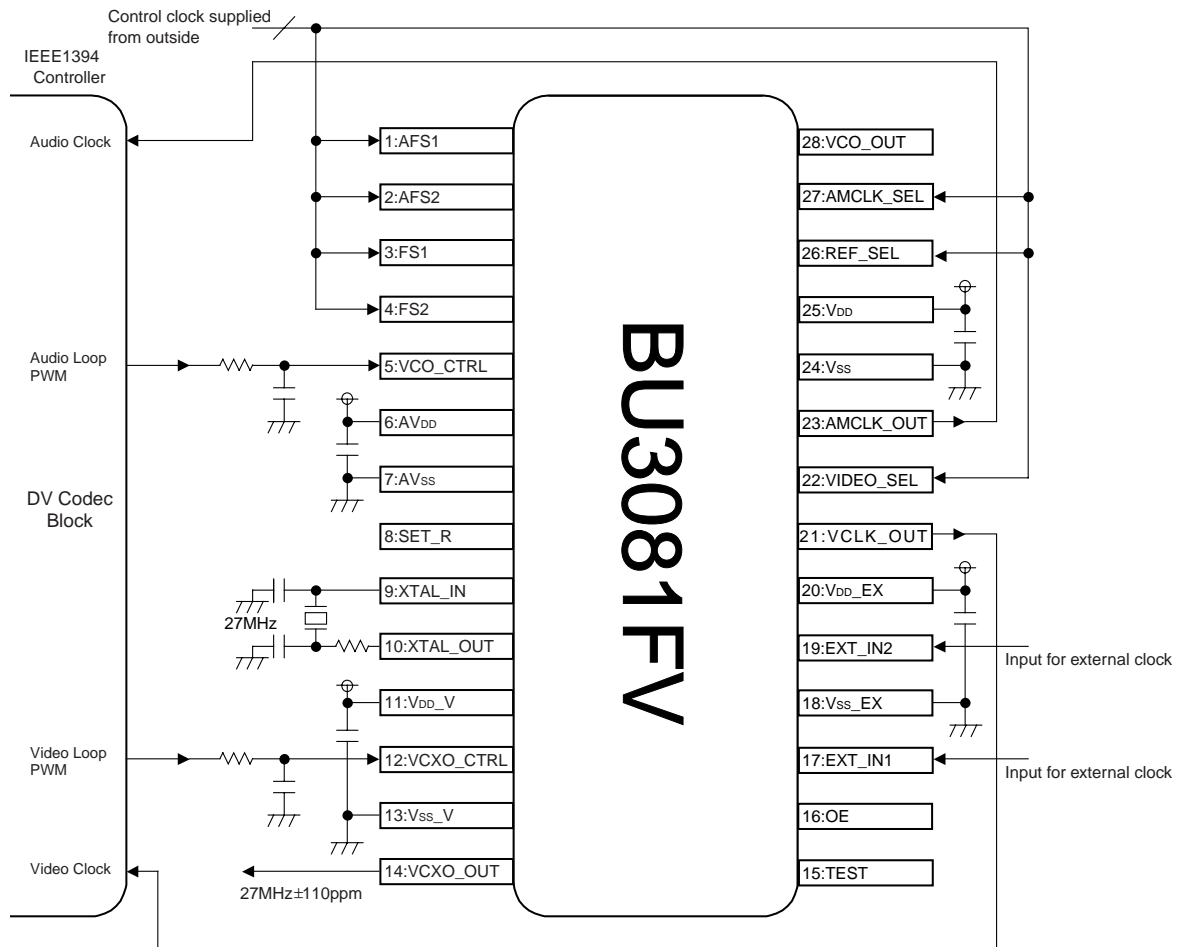 Control clock supplied
from outside
IEEE1394
Controller
Audio Clock
Audio Loop
PWM
DV Codec
Block
Video Loop
PWM
Video Clock
1:AFS1
2:AFS2
3:FS1
4:FS2
5:VCO_CTRL
6:AVDD
7:AVss
8:SET_R
9:XTAL_IN
27MHz
10:XTAL_OUT
11:VDD_V
12:VCXO_CTRL
13:Vss_V
14:VCXO_OUT
27MHz±110ppm
BU3081FV
28:VCO_OUT
27:AMCLK_SEL
26:REF_SEL
25:VDD
24:Vss
23:AMCLK_OUT
22:VIDEO_SEL
21:VCLK_OUT
20:VDD_EX
19:EXT_IN2
Input for external clock
18:Vss_EX
17:EXT_IN1
Input for external clock
16:OE
15:TEST